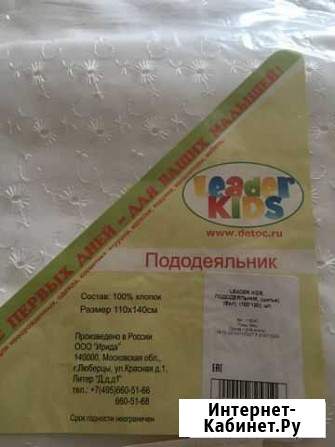 С ПЕРВЫХ ДНЕЙ - ДЛЯ ВАШИХ МАЛЫШЕЙ!
Leader
KIDS
www.detoc.ru
Пододеяльник
Состав: 100% хлопок
Размер 110х140см
Произведено в России
ООО "Ирида"
140000, Московская обл.,
г.Люберцы, ул.Красная д.1,
Литер "Д,д,д1"
тел.:+7(495)660-51-66
660-51-68
Срок годности неограничен
LEADER KIDS
ПОДОДЕЯЛЬНИК,
EAC
Интернет-
Кабинет.Ру